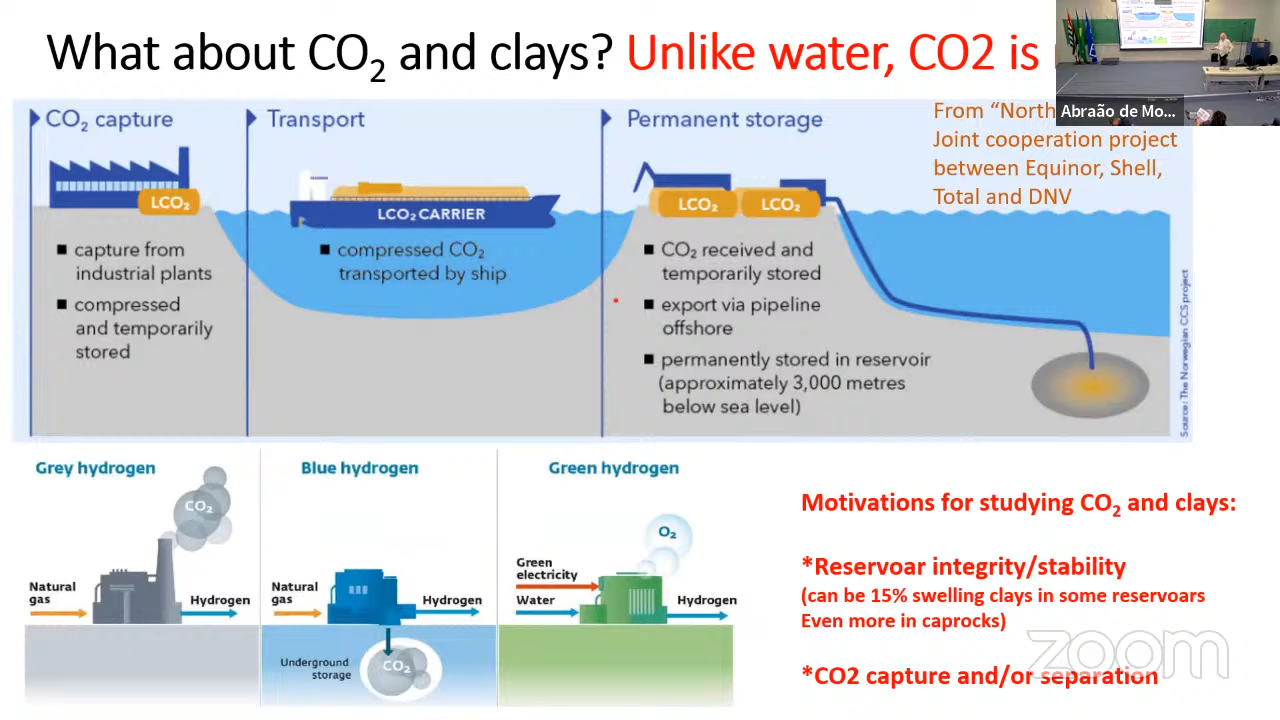 What about CO2 and clays? Unlike water, CO2 is
Abraão de Mo...
From “North
Joint cooperation project
between Equinor, Shell,
Total and DNV
CO2 capture
LCO2
■ capture from
industrial plants
■ compressed
and temporarily
stored
Transport
LCO2 CARRIER
■ compressed CO2
transported by ship
Permanent storage
LCO2 LCO2
■ CO2 received and
temporarily stored
■ export via pipeline
offshore
■ permanently stored in reservoir
(approximately 3,000 metres
below sea level)
Source: The Norwegian CCS project
Grey hydrogen
CO2
Natural
gas
Hydrogen
Blue hydrogen
Natural
gas
Hydrogen
Underground
storage
CO2
Green hydrogen
O2
Green
electricity
Water
Hydrogen
Motivations for studying CO2 and clays:
*Reservoar integrity/stability
(can be 15% swelling clays in some reservoars
Even more in caprocks)
*CO2 capture and/or separation
zoom